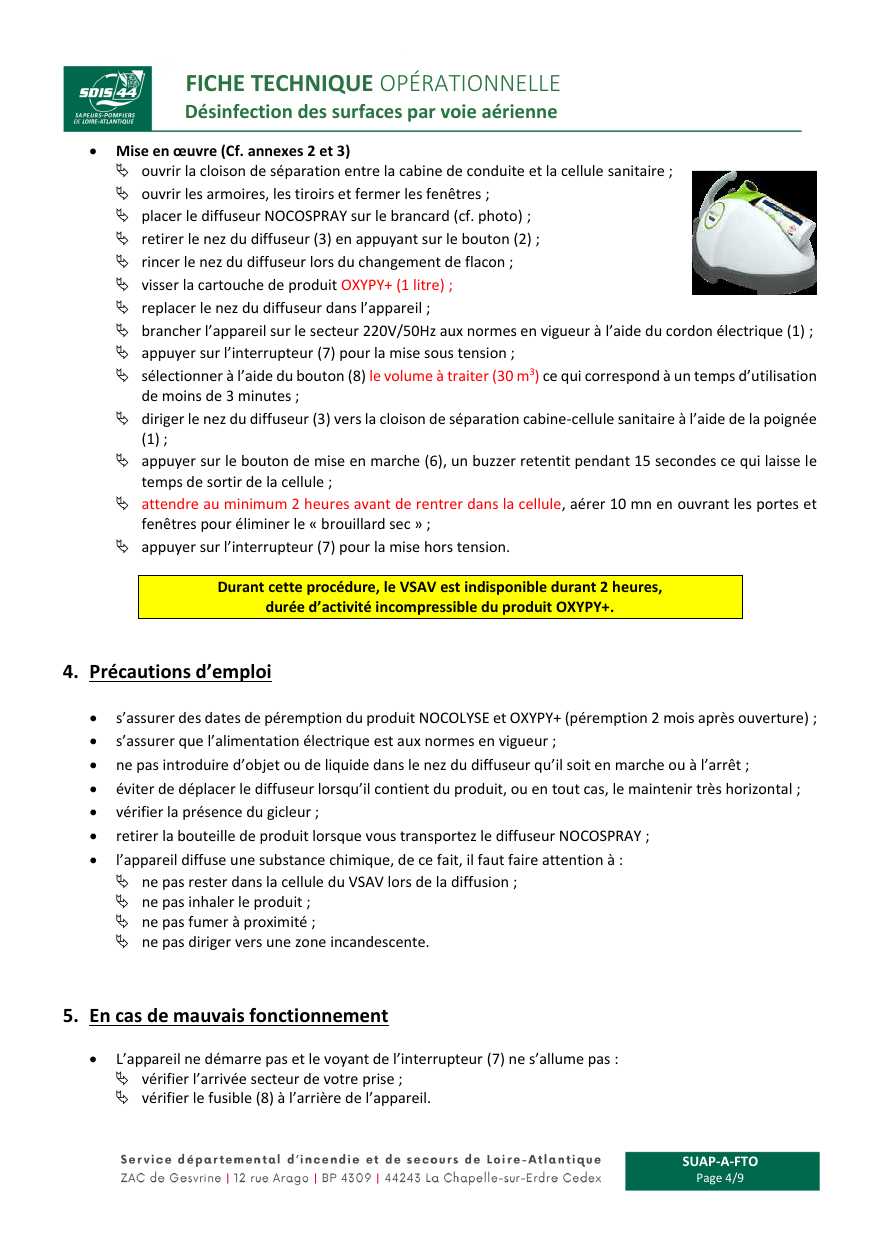 SDIS 44
SAPEURS-POMPIERS
DE LOIRE-ATLANTIQUE
FICHE TECHNIQUE OPÉRATIONNELLE
Désinfection des surfaces par voie aérienne
• Mise en œuvre (Cf. annexes 2 et 3)
ouvrir la cloison de séparation entre la cabine de conduite et la cellule sanitaire ;
ouvrir les armoires, les tiroirs et fermer les fenêtres ;
placer le diffuseur NOCOSPRAY sur le brancard (cf. photo) ;
retirer le nez du diffuseur (3) en appuyant sur le bouton (2) ;
rincer le nez du diffuseur lors du changement de flacon ;
visser la cartouche de produit OXYPY+ (1 litre) ;
replacer le nez du diffuseur dans l’appareil ;
brancher l’appareil sur le secteur 220V/50Hz aux normes en vigueur à l’aide du cordon électrique (1) ;
appuyer sur l’interrupteur (7) pour la mise sous tension ;
sélectionner à l’aide du bouton (8) le volume à traiter (30 m³) ce qui correspond à un temps d’utilisation
de moins de 3 minutes ;
diriger le nez du diffuseur (3) vers la cloison de séparation cabine-cellule sanitaire à l’aide de la poignée
(1) ;
appuyer sur le bouton de mise en marche (6), un buzzer retentit pendant 15 secondes ce qui laisse le
temps de sortir de la cellule ;
attendre au minimum 2 heures avant de rentrer dans la cellule, aérer 10 mn en ouvrant les portes et
fenêtres pour éliminer le « brouillard sec » ;
appuyer sur l’interrupteur (7) pour la mise hors tension.
Durant cette procédure, le VSAV est indisponible durant 2 heures,
durée d’activité incompressible du produit OXYPY+.
4. Précautions d’emploi
• s’assurer des dates de péremption du produit NOCOLYSE et OXYPY+ (péremption 2 mois après ouverture) ;
• s’assurer que l’alimentation électrique est aux normes en vigueur ;
• ne pas introduire d’objet ou de liquide dans le nez du diffuseur qu’il soit en marche ou à l’arrêt ;
• éviter de déplacer le diffuseur lorsqu’il contient du produit, ou en tout cas, le maintenir très horizontal ;
• vérifier la présence du gicleur ;
• retirer la bouteille de produit lorsque vous transportez le diffuseur NOCOSPRAY ;
• l’appareil diffuse une substance chimique, de ce fait, il faut faire attention à :
ne pas rester dans la cellule du VSAV lors de la diffusion ;
ne pas inhaler le produit ;
ne pas fumer à proximité ;
ne pas diriger vers une zone incandescente.
5. En cas de mauvais fonctionnement
• L’appareil ne démarre pas et le voyant de l’interrupteur (7) ne s’allume pas :
vérifier l’arrivée secteur de votre prise ;
vérifier le fusible (8) à l’arrière de l’appareil.
Service départemental d’incendie et de secours de Loire-Atlantique
ZAC de Gesvrine | 12 rue Arago | BP 4309 | 44243 La Chapelle-sur-Erdre Cedex
SUAP-A-FTO
Page 4/9